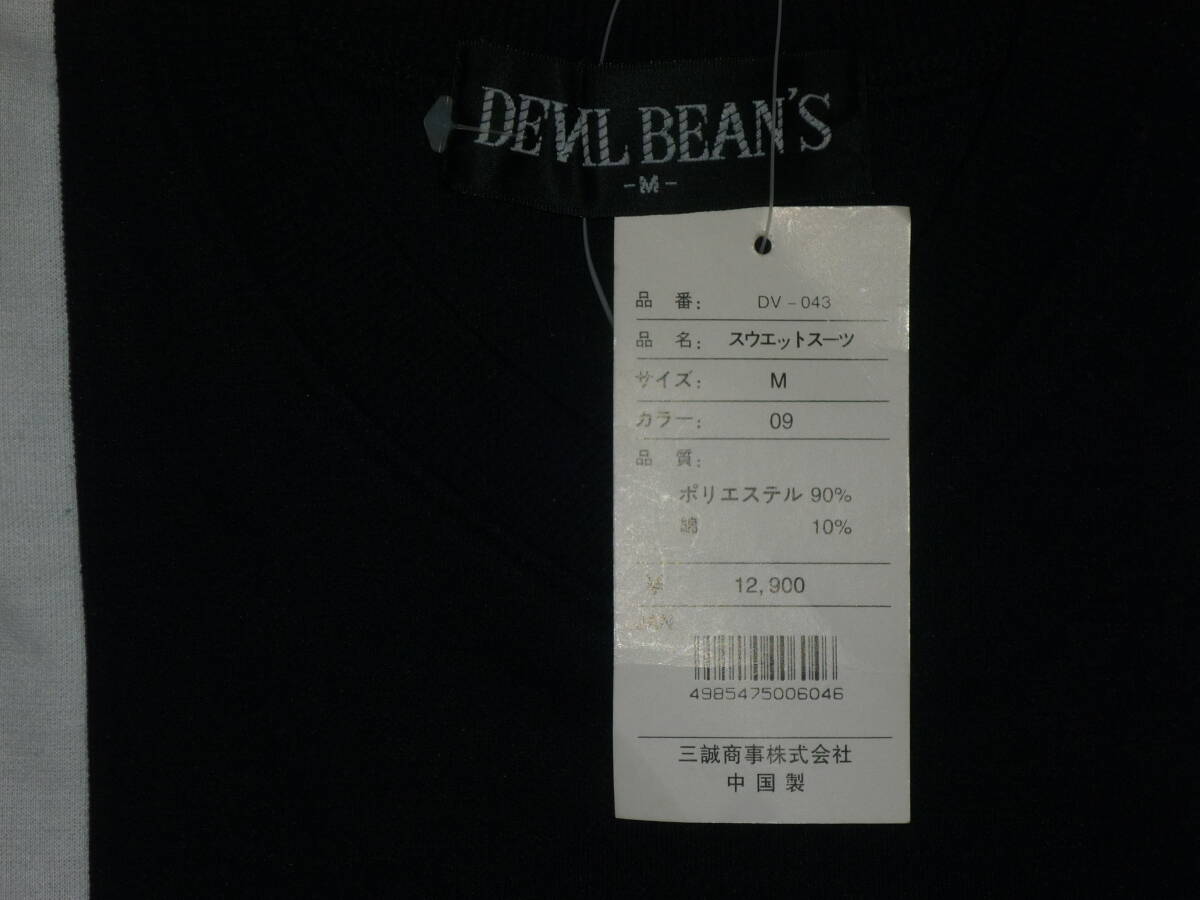 DEVIL BEAN'S
-M-
品 番: DV-043
品 名: スウエットスーツ
サイズ: M
カラー: 09
品 質:
ポリエステル 90%
綿 10%
¥ 12,900
JAN
4985475006046
三誠商事株式会社
中国製